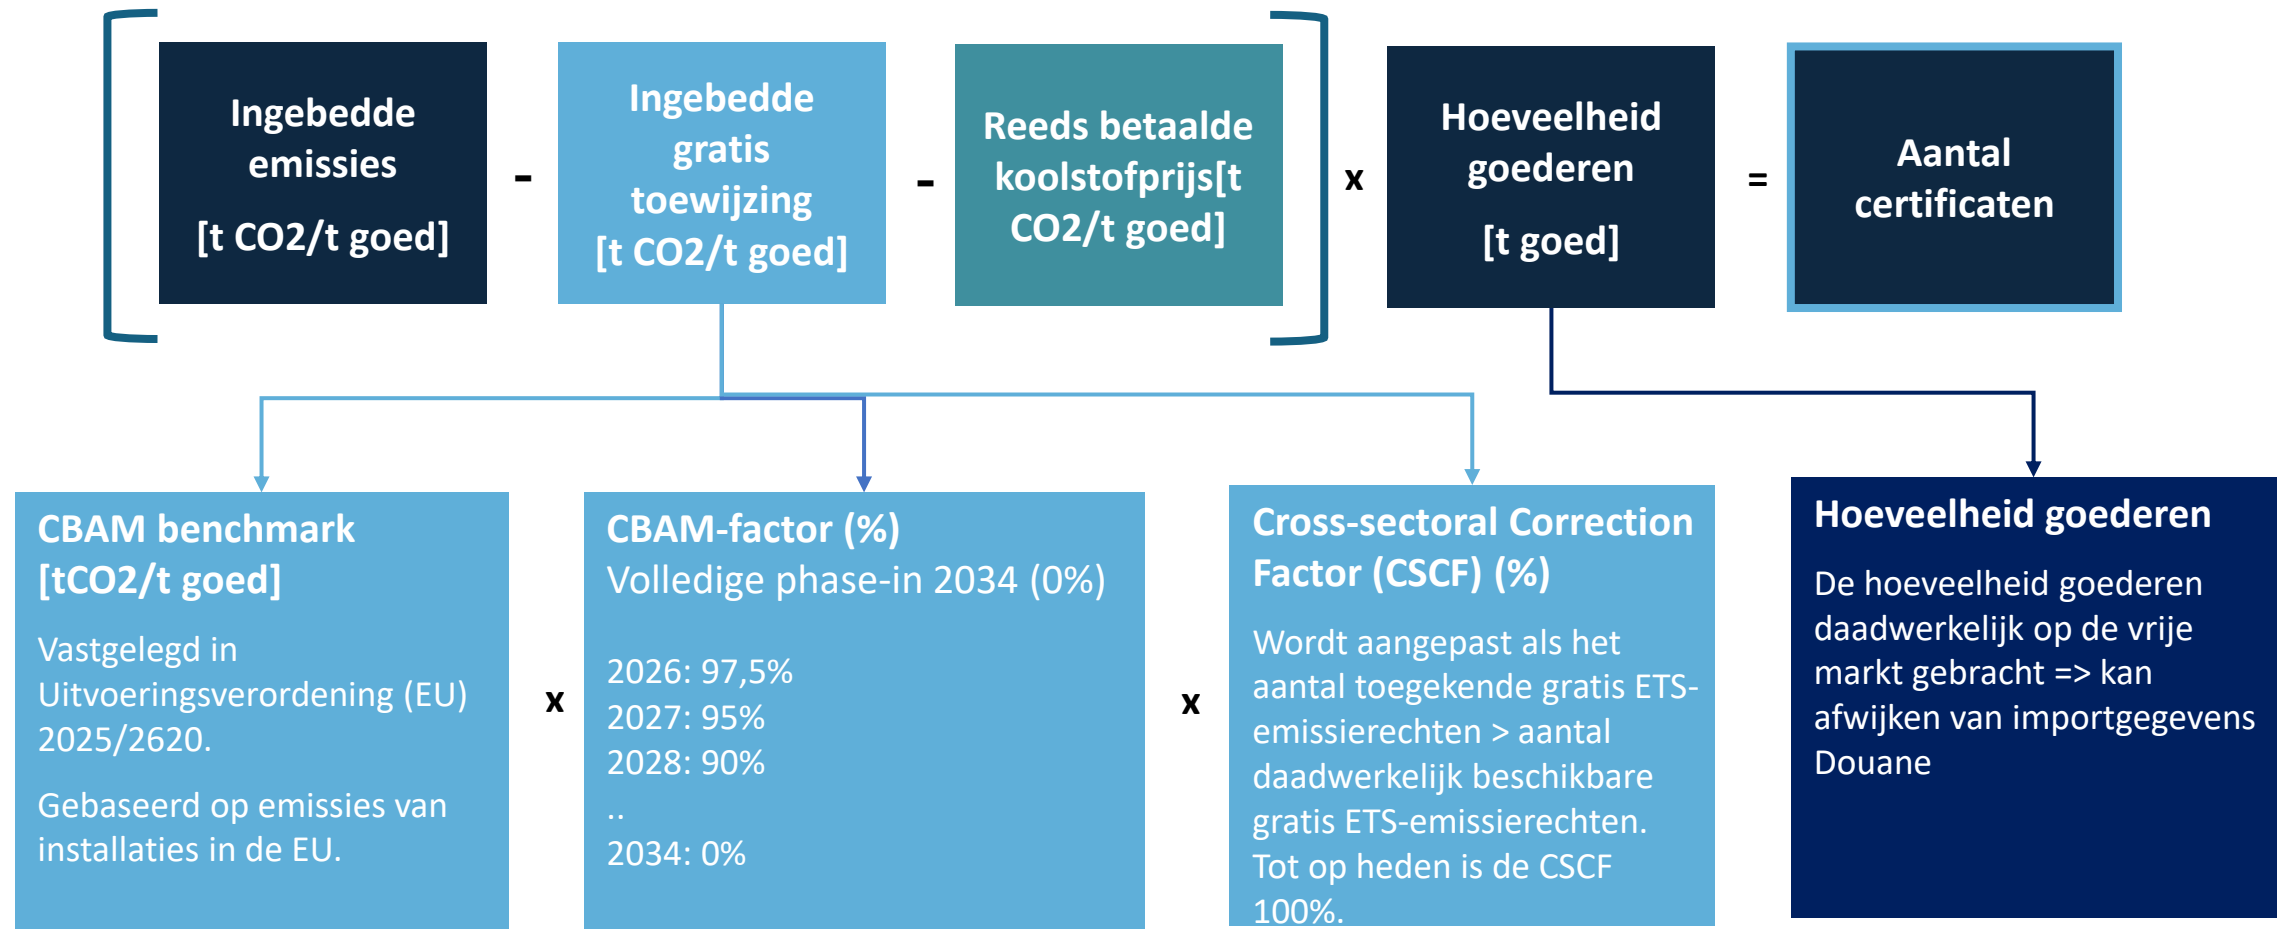 Ingebedde
emissies
[t CO2/t goed]
-
Ingebedde
gratis
toewijzing
[t CO2/t goed]
-
Reeds betaalde
koolstofprijs[t
CO2/t goed]
x
Hoeveelheid
goederen
[t goed]
=
Aantal
certificaten
CBAM benchmark
[tCO2/t goed]
Vastgelegd in
Uitvoeringsverordening (EU)
2025/2620.
Gebaseerd op emissies van
installaties in de EU.
x
CBAM-factor (%)
Volledige phase-in 2034 (0%)
2026: 97,5%
2027: 95%
2028: 90%
..
2034: 0%
x
Cross-sectoral Correction
Factor (CSCF) (%)
Wordt aangepast als het
aantal toegekende gratis ETS-
emissierechten > aantal
daadwerkelijk beschikbare
gratis ETS-emissierechten.
Tot op heden is de CSCF
100%.
Hoeveelheid goederen
De hoeveelheid goederen
daadwerkelijk op de vrije
markt gebracht => kan
afwijken van importgegevens
Douane